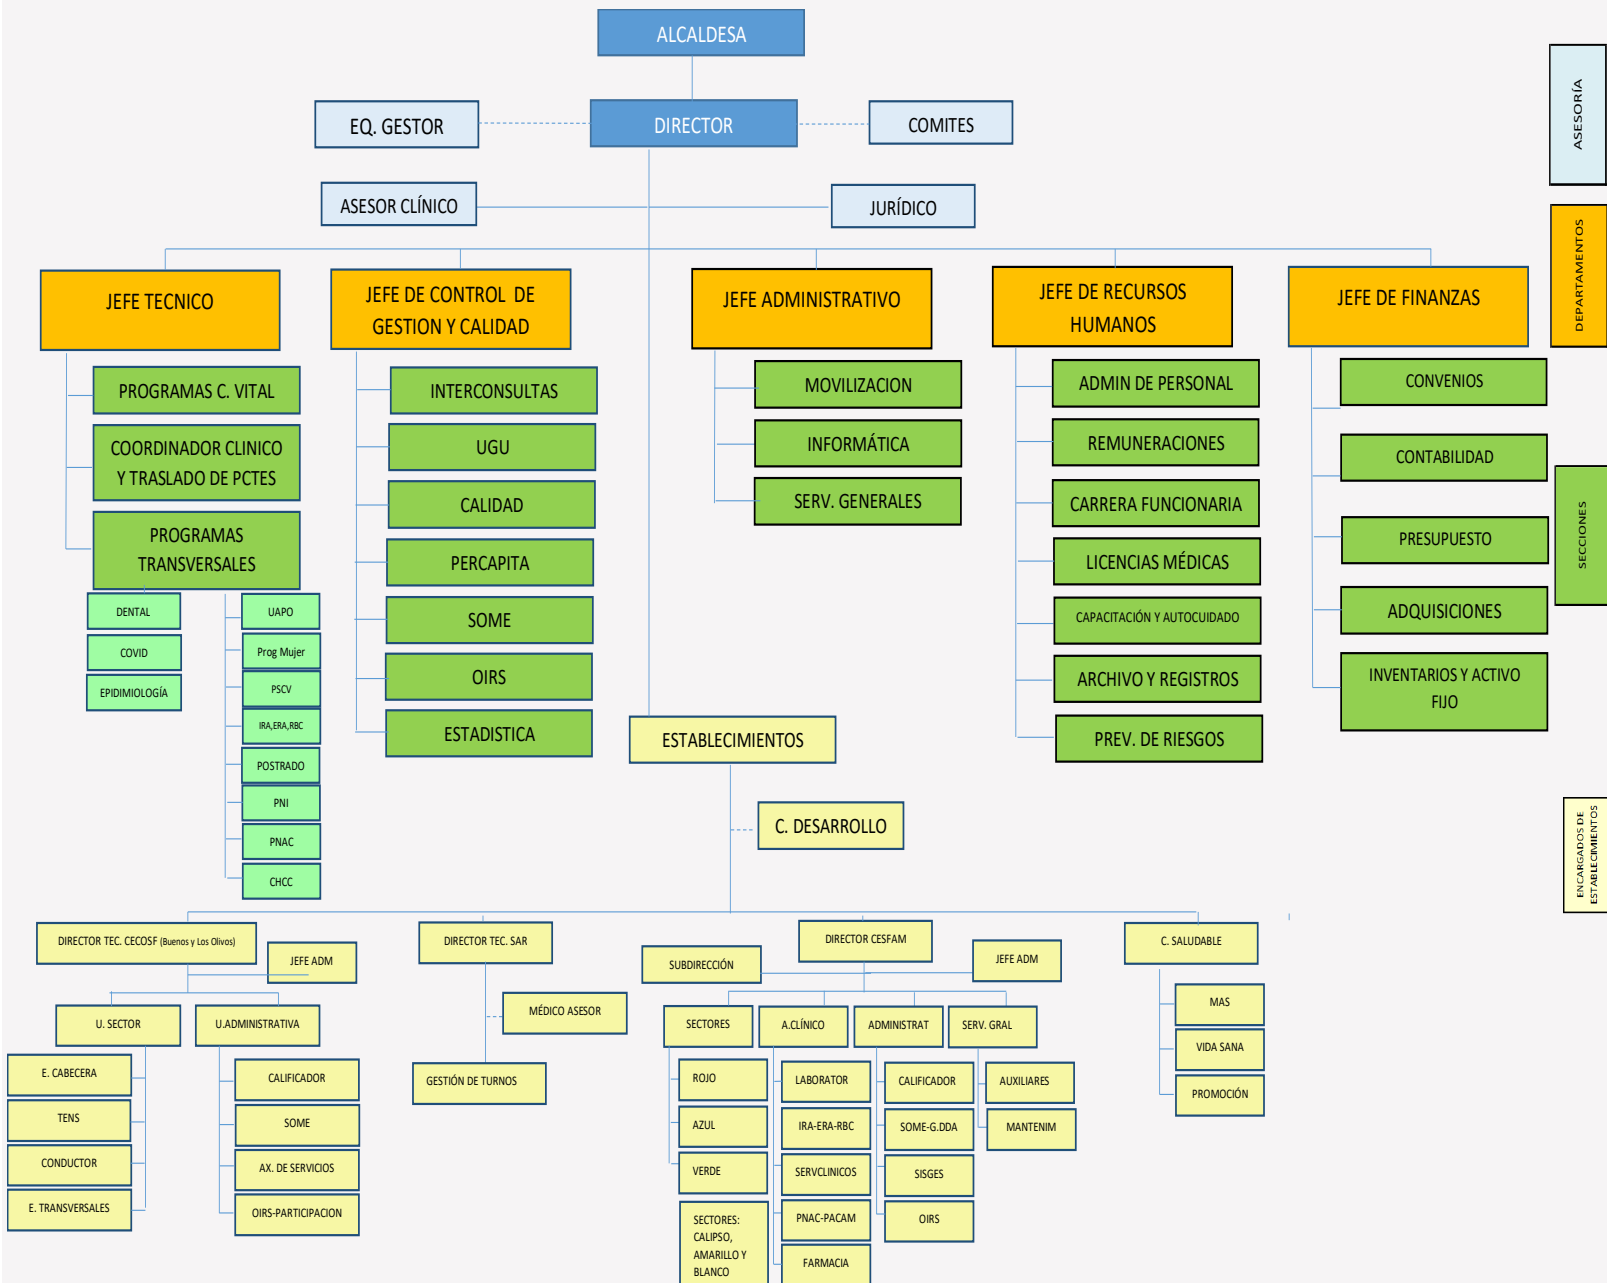 ALCALDESA
EQ. GESTOR
DIRECTOR
COMITES
ASESOR CLÍNICO
JURÍDICO
ASESORÍA
DEPARTAMENTOS
SECCIONES
ENCARGADOS DE
ESTABLECIMIENTOS
JEFE TECNICO
PROGRAMAS C. VITAL
COORDINADOR CLINICO
Y TRASLADO DE PCTES
PROGRAMAS
TRANSVERSALES
DENTAL
COVID
EPIDIMIOLOGÍA
UAPO
Prog Mujer
PSCV
IRA,ERA,RBC
POSTRADO
PNI
PNAC
CHCC
JEFE DE CONTROL DE
GESTION Y CALIDAD
INTERCONSULTAS
UGU
CALIDAD
PERCAPITA
SOME
OIRS
ESTADISTICA
JEFE ADMINISTRATIVO
MOVILIZACION
INFORMÁTICA
SERV. GENERALES
JEFE DE RECURSOS
HUMANOS
ADMIN DE PERSONAL
REMUNERACIONES
CARRERA FUNCIONARIA
LICENCIAS MÉDICAS
CAPACITACIÓN Y AUTOCUIDADO
ARCHIVO Y REGISTROS
PREV. DE RIESGOS
JEFE DE FINANZAS
CONVENIOS
CONTABILIDAD
PRESUPUESTO
ADQUISICIONES
INVENTARIOS Y ACTIVO
FIJO
ESTABLECIMIENTOS
C. DESARROLLO
DIRECTOR TEC. CECOSF (Buenos y Los Olivos)
JEFE ADM
U. SECTOR
E. CABECERA
TENS
CONDUCTOR
E. TRANSVERSALES
U.ADMINISTRATIVA
CALIFICADOR
SOME
AX. DE SERVICIOS
OIRS-PARTICIPACION
DIRECTOR TEC. SAR
MÉDICO ASESOR
GESTIÓN DE TURNOS
DIRECTOR CESFAM
SUBDIRECCIÓN
JEFE ADM
SECTORES
ROJO
AZUL
VERDE
SECTORES:
CALIPSO,
AMARILLO Y
BLANCO
A.CLÍNICO
LABORATOR
IRA-ERA-RBC
SERVCLINICOS
PNAC-PACAM
FARMACIA
ADMINISTRAT
CALIFICADOR
SOME-G.DDA
SISGES
OIRS
SERV. GRAL
AUXILIARES
MANTENIM
C. SALUDABLE
MAS
VIDA SANA
PROMOCIÓN